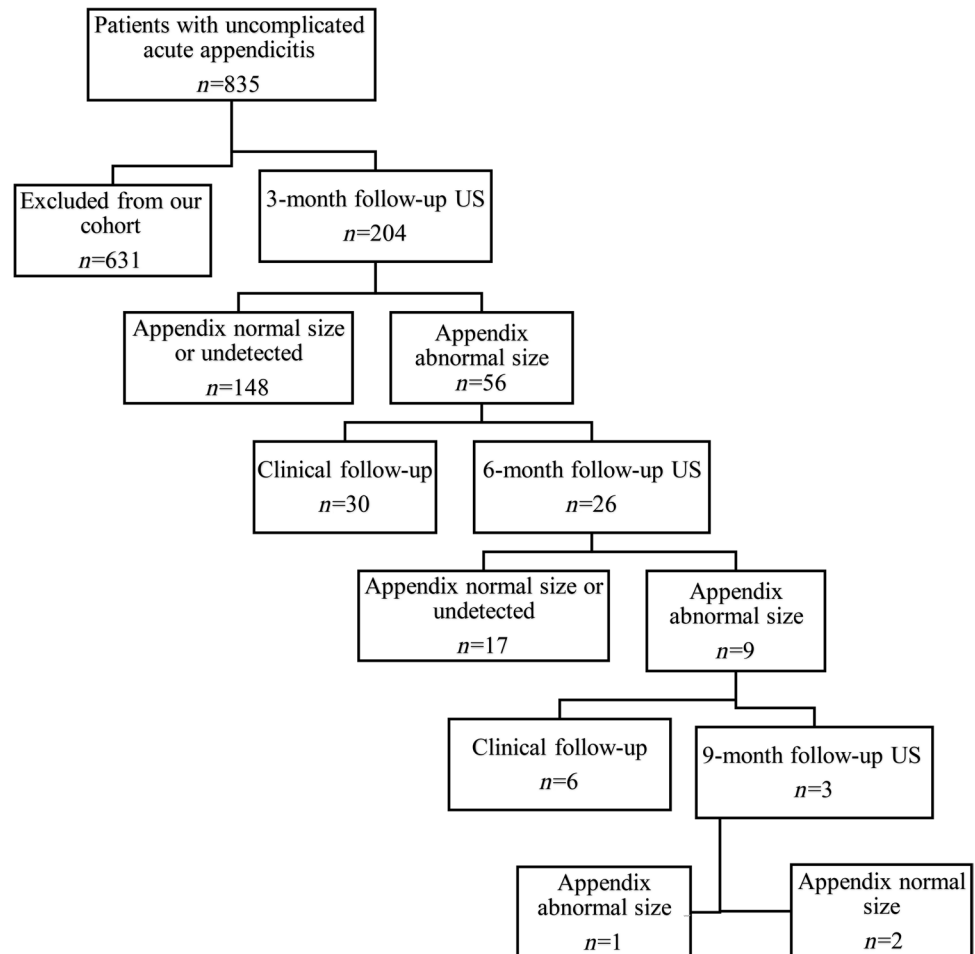 Patients with uncomplicated
acute appendicitis
n=835
Excluded from our
cohort
n=631
3-month follow-up US
n=204
Appendix normal size
or undetected
n=148
Appendix
abnormal size
n=56
Clinical follow-up
n=30
6-month follow-up US
n=26
Appendix normal size or
undetected
n=17
Appendix
abnormal size
n=9
Clinical follow-up
n=6
9-month follow-up US
n=3
Appendix
abnormal size
n=1
Appendix normal
size
n=2